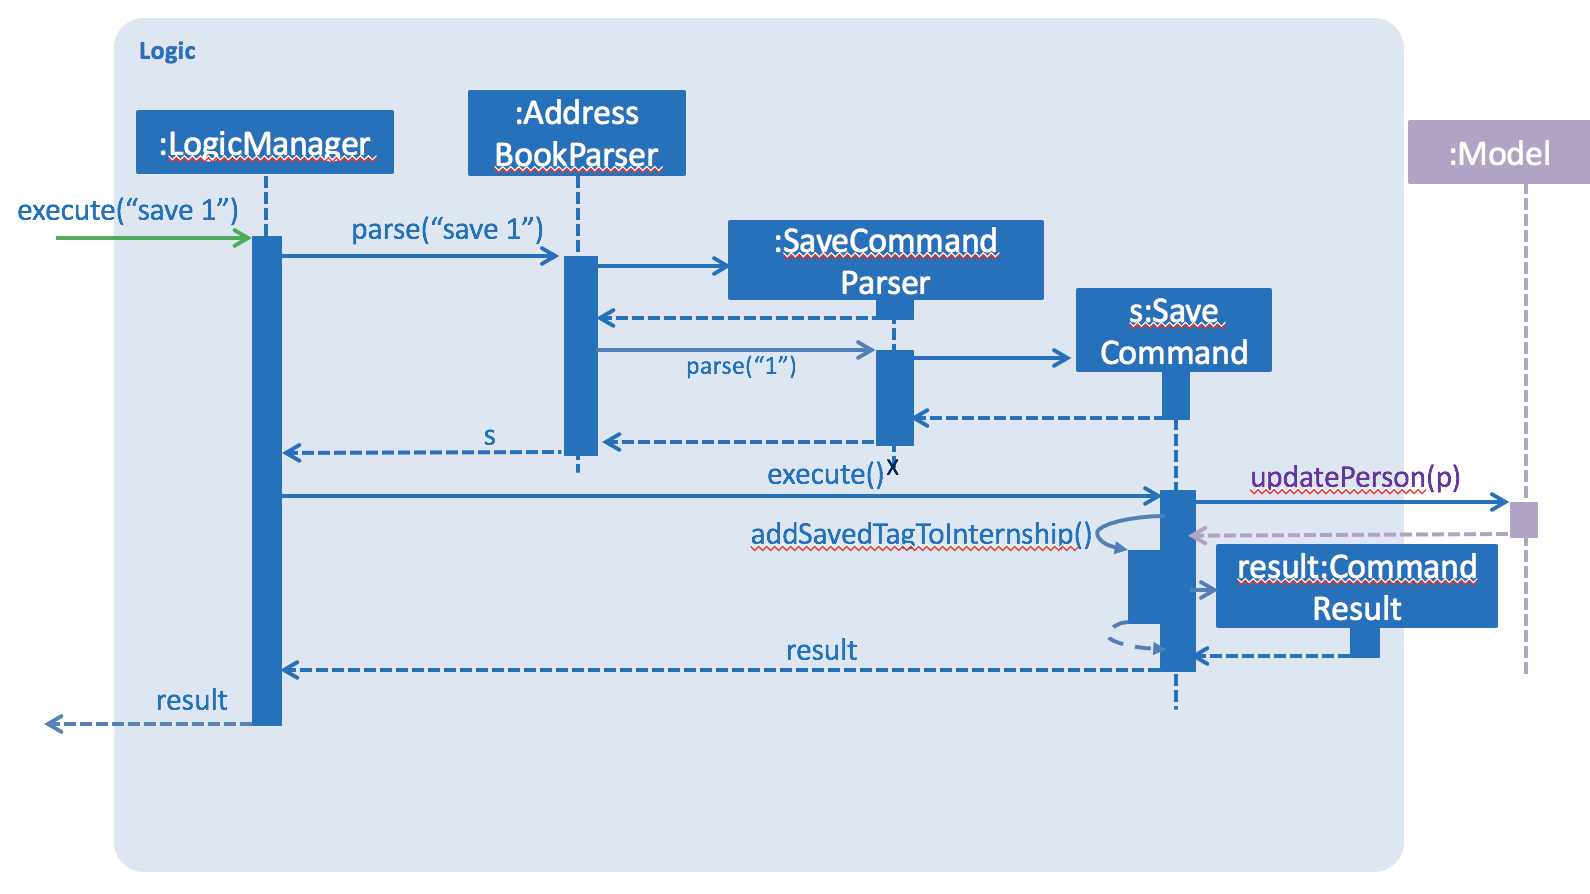 Logic
:LogicManager
:Address
BookParser
:Model
execute(“save 1”)
parse(“save 1”)
:SaveCommand
Parser
s:Save
Command
parse(“1”)
s
execute()
X
updatePerson(p)
addSavedTagToInternship()
result:Command
Result
result
result